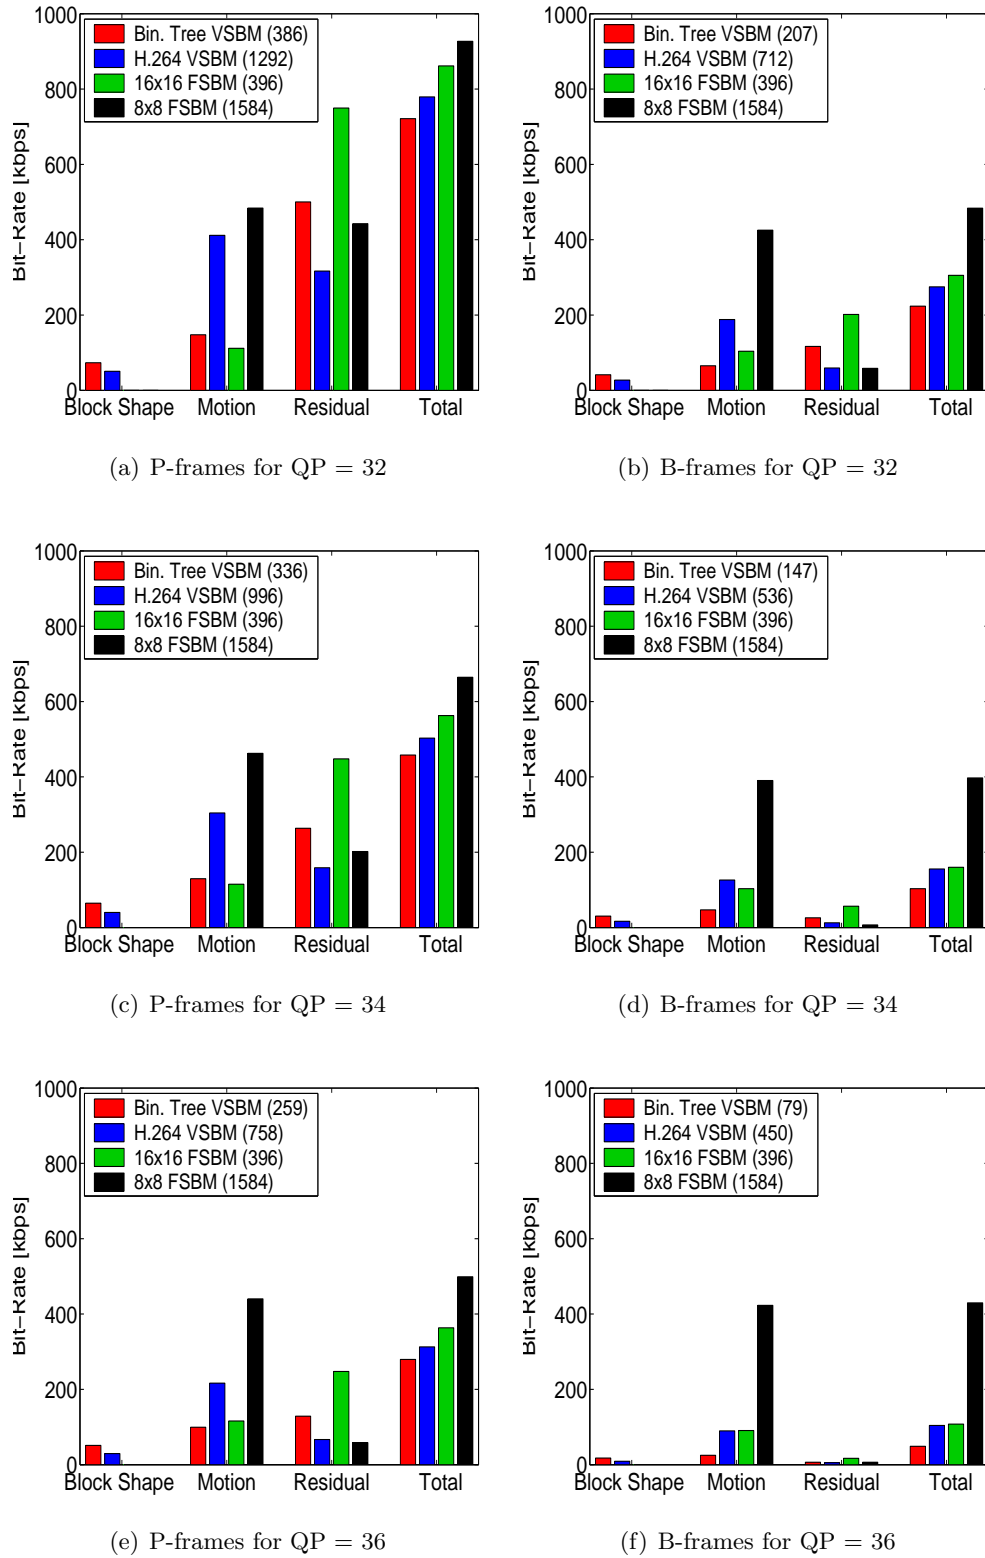 1000
800
600
400
200
0
Bit-Rate [kbps]
Bin. Tree VSBM (386)
H.264 VSBM (1292)
16x16 FSBM (396)
8x8 FSBM (1584)
Block Shape Motion Residual Total
(a) P-frames for QP = 32
1000
800
600
400
200
0
Bit-Rate [kbps]
Bin. Tree VSBM (207)
H.264 VSBM (712)
16x16 FSBM (396)
8x8 FSBM (1584)
Block Shape Motion Residual Total
(b) B-frames for QP = 32
1000
800
600
400
200
0
Bit-Rate [kbps]
Bin. Tree VSBM (336)
H.264 VSBM (996)
16x16 FSBM (396)
8x8 FSBM (1584)
Block Shape Motion Residual Total
(c) P-frames for QP = 34
1000
800
600
400
200
0
Bit-Rate [kbps]
Bin. Tree VSBM (147)
H.264 VSBM (536)
16x16 FSBM (396)
8x8 FSBM (1584)
Block Shape Motion Residual Total
(d) B-frames for QP = 34
1000
800
600
400
200
0
Bit-Rate [kbps]
Bin. Tree VSBM (259)
H.264 VSBM (758)
16x16 FSBM (396)
8x8 FSBM (1584)
Block Shape Motion Residual Total
(e) P-frames for QP = 36
1000
800
600
400
200
0
Bit-Rate [kbps]
Bin. Tree VSBM (79)
H.264 VSBM (450)
16x16 FSBM (396)
8x8 FSBM (1584)
Block Shape Motion Residual Total
(f) B-frames for QP = 36